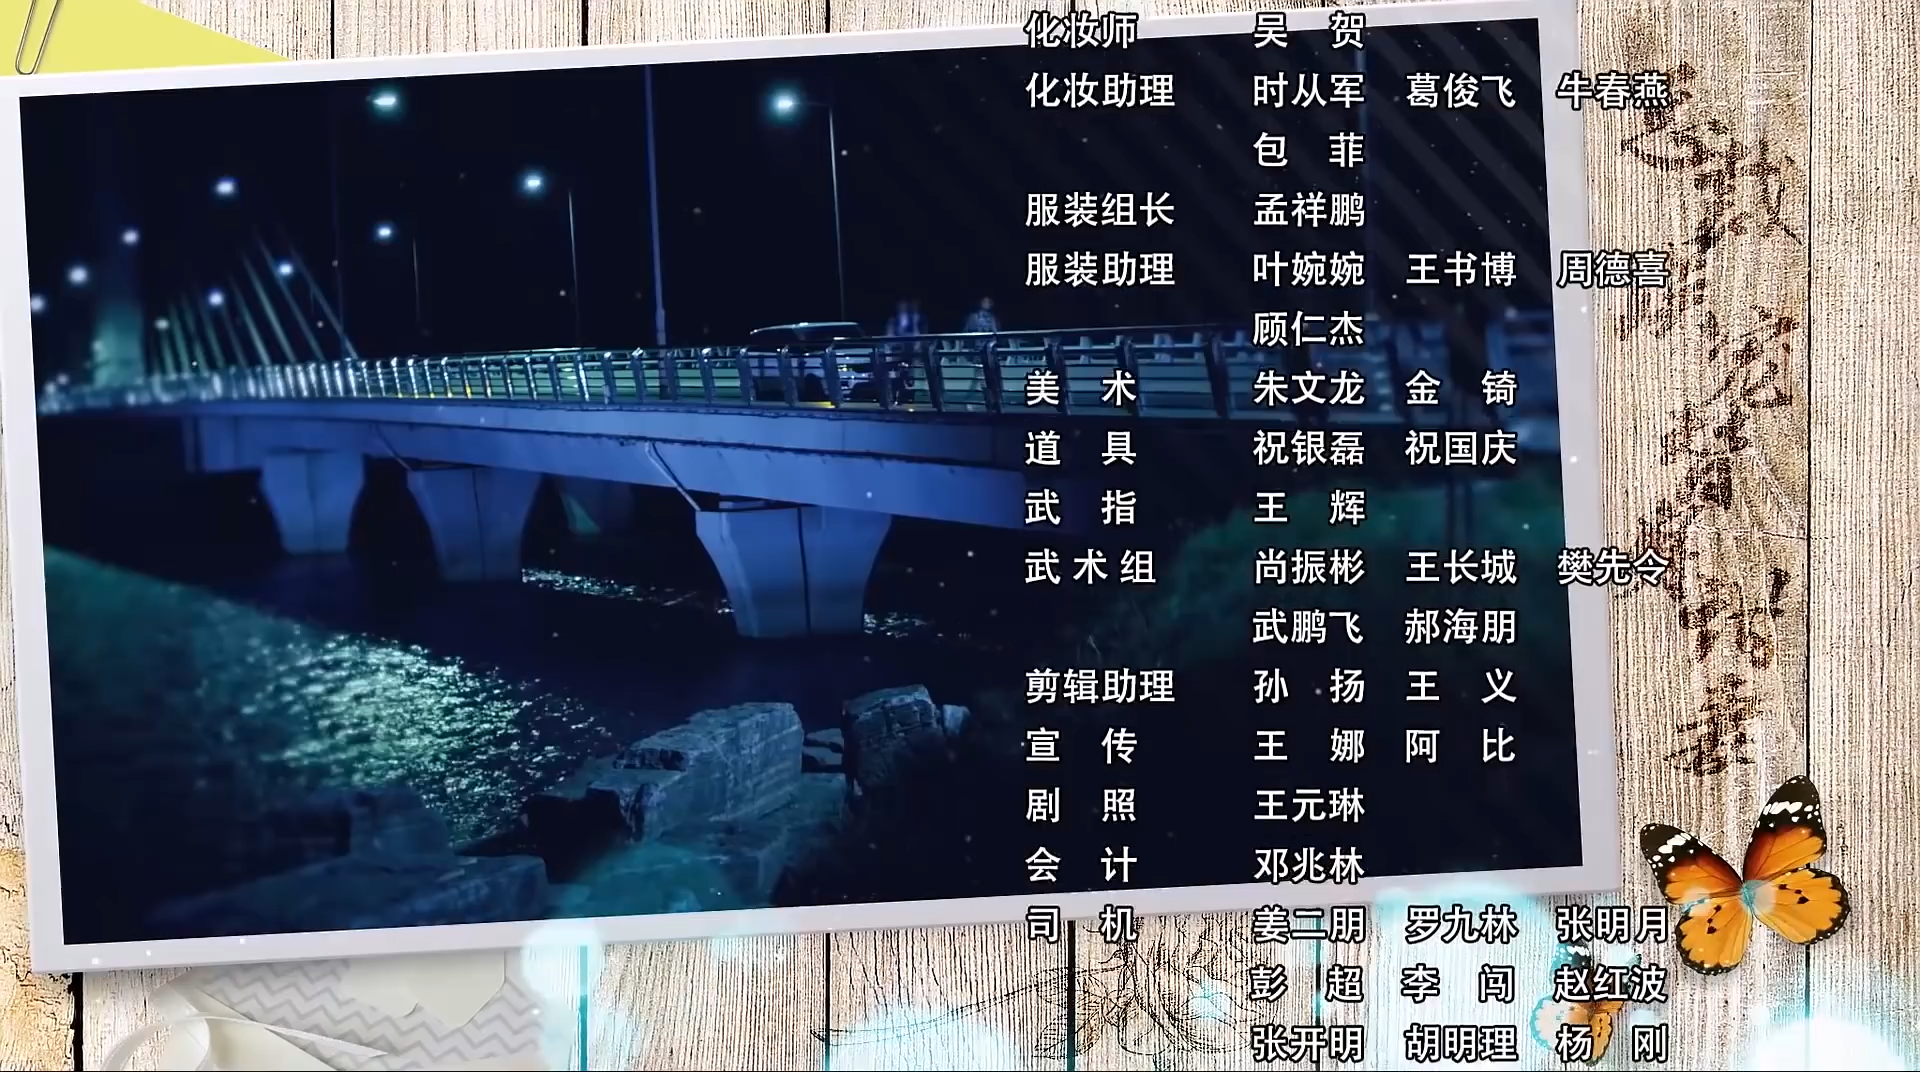 化妆师 吴 贺
化妆助理 时从军 葛俊飞 牛春燕
包 菲
服装组长 孟祥鹏
服装助理 叶婉婉 王书博 周德喜
顾仁杰
美 术 朱文龙 金 锜
道 具 祝银磊 祝国庆
武 指 王 辉
武术组 尚振彬 王长城 樊先令
武鹏飞 郝海朋
剪辑助理 孙 扬 王 义
宣 传 王 娜 阿 比
剧 照 王元琳
会 计 邓兆林
司 机 姜二朋 罗九林 张明月
彭 超 李 闯 赵红波
张开明 胡明理 杨 刚